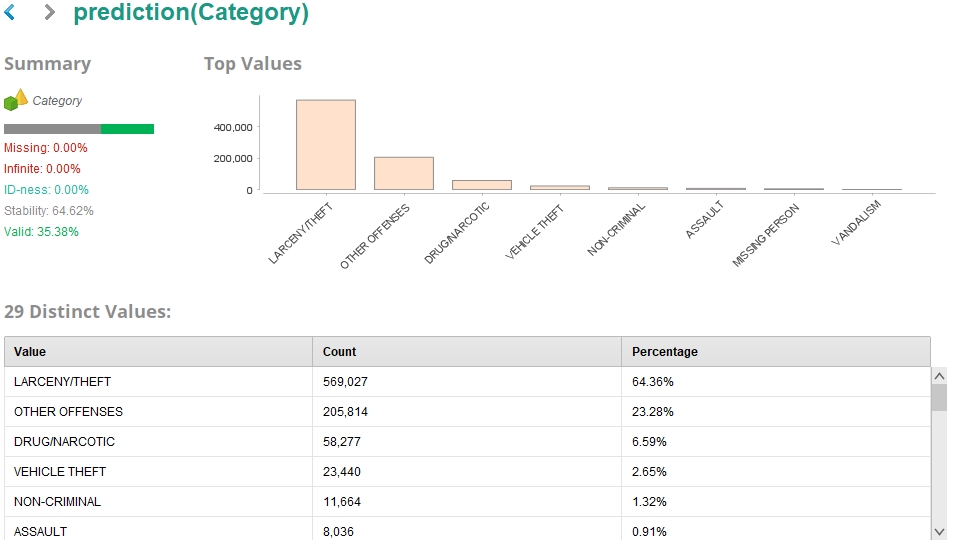 prediction(Category)
Summary
Top Values
Category
Missing: 0.00%
Infinite: 0.00%
ID-ness: 0.00%
Stability: 64.62%
Valid: 35.38%
400,000
200,000
0
LARCENY/THEFT
OTHER OFFENSES
DRUG/NARCOTIC
VEHICLE THEFT
NON-CRIMINAL
ASSAULT
MISSING PERSON
VANDALISM
29 Distinct Values:
Value Count Percentage
LARCENY/THEFT 569,027 64.36%
OTHER OFFENSES 205,814 23.28%
DRUG/NARCOTIC 58,277 6.59%
VEHICLE THEFT 23,440 2.65%
NON-CRIMINAL 11,664 1.32%
ASSAULT 8,036 0.91%